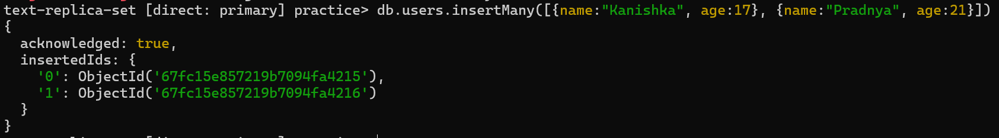 text-replica-set [direct: primary] practice> db.users.insertMany([{name:"Kanishka", age:17}, {name:"Pradnya", age:21}])
{
  acknowledged: true,
  insertedIds: {
    '0': ObjectId('67fc15e857219b7094fa4215'),
    '1': ObjectId('67fc15e857219b7094fa4216')
  }
}